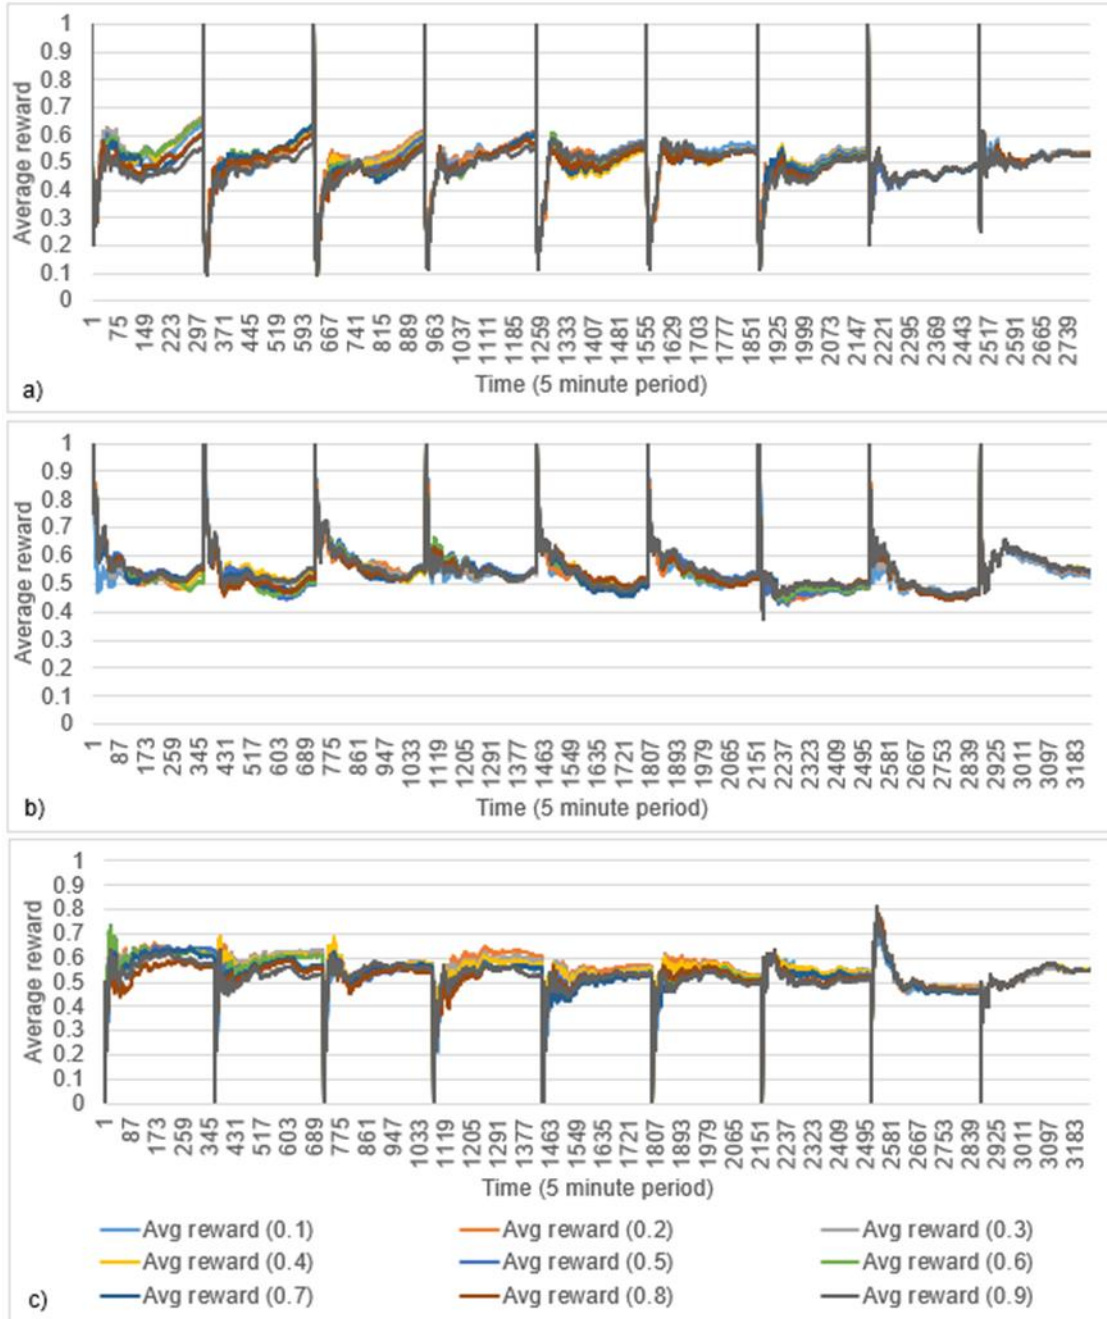 1
0.9
0.8
0.7
0.6
0.5
0.4
0.3
0.2
0.1
0
Average reward
1 75 149 223 297 371 445 519 593 667 741 815 889 963 1037 1111 1185 1259 1333 1407 1481 1555 1629 1703 1777 1851 1925 1999 2073 2147 2221 2295 2369 2443 2517 2591 2665 2739
Time (5 minute period)
a)
1
0.9
0.8
0.7
0.6
0.5
0.4
0.3
0.2
0.1
0
Average reward
1 87 173 259 345 431 517 603 689 775 861 947 1033 1119 1205 1291 1377 1463 1549 1635 1721 1807 1893 1979 2065 2151 2237 2323 2409 2495 2581 2667 2753 2839 2925 3011 3097 3183
Time (5 minute period)
b)
1
0.9
0.8
0.7
0.6
0.5
0.4
0.3
0.2
0.1
0
Average reward
1 87 173 259 345 431 517 603 689 775 861 947 1033 1119 1205 1291 1377 1463 1549 1635 1721 1807 1893 1979 2065 2151 2237 2323 2409 2495 2581 2667 2753 2839 2925 3011 3097 3183
Time (5 minute period)
Avg reward (0.1) Avg reward (0.2) Avg reward (0.3)
Avg reward (0.4) Avg reward (0.5) Avg reward (0.6)
Avg reward (0.7) Avg reward (0.8) Avg reward (0.9)
c)